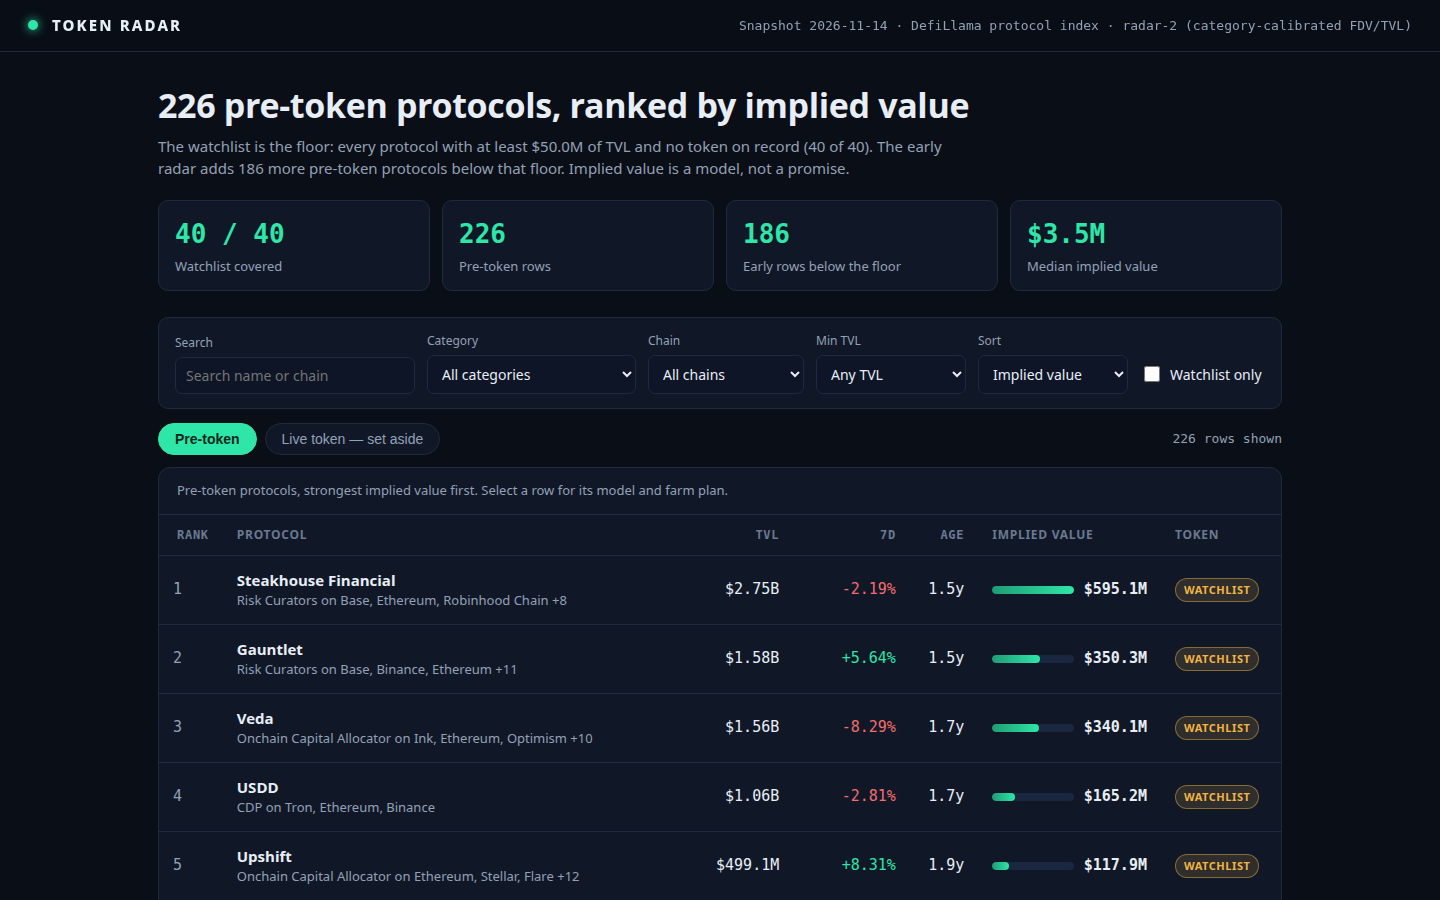 TOKEN RADAR
Snapshot 2026-11-14 · DefiLlama protocol index · radar-2 (category-calibrated FDV/TVL)
226 pre-token protocols, ranked by implied value
The watchlist is the floor: every protocol with at least $50.0M of TVL and no token on record (40 of 40). The early
radar adds 186 more pre-token protocols below that floor. Implied value is a model, not a promise.
40 / 40
Watchlist covered
226
Pre-token rows
186
Early rows below the floor
$3.5M
Median implied value
Search
Search name or chain
Category
All categories
Chain
All chains
Min TVL
Any TVL
Sort
Implied value
Watchlist only
Pre-token
Live token — set aside
226 rows shown
Pre-token protocols, strongest implied value first. Select a row for its model and farm plan.
RANK PROTOCOL TVL 7D AGE IMPLIED VALUE TOKEN
1 Steakhouse Financial $2.75B -2.19% 1.5y $595.1M WATCHLIST
Risk Curators on Base, Ethereum, Robinhood Chain +8
2 Gauntlet $1.58B +5.64% 1.5y $350.3M WATCHLIST
Risk Curators on Base, Binance, Ethereum +11
3 Veda $1.56B -8.29% 1.7y $340.1M WATCHLIST
Onchain Capital Allocator on Ink, Ethereum, Optimism +10
4 USDD $1.06B -2.81% 1.7y $165.2M WATCHLIST
CDP on Tron, Ethereum, Binance
5 Upshift $499.1M +8.31% 1.9y $117.9M WATCHLIST
Onchain Capital Allocator on Ethereum, Stellar, Flare +12